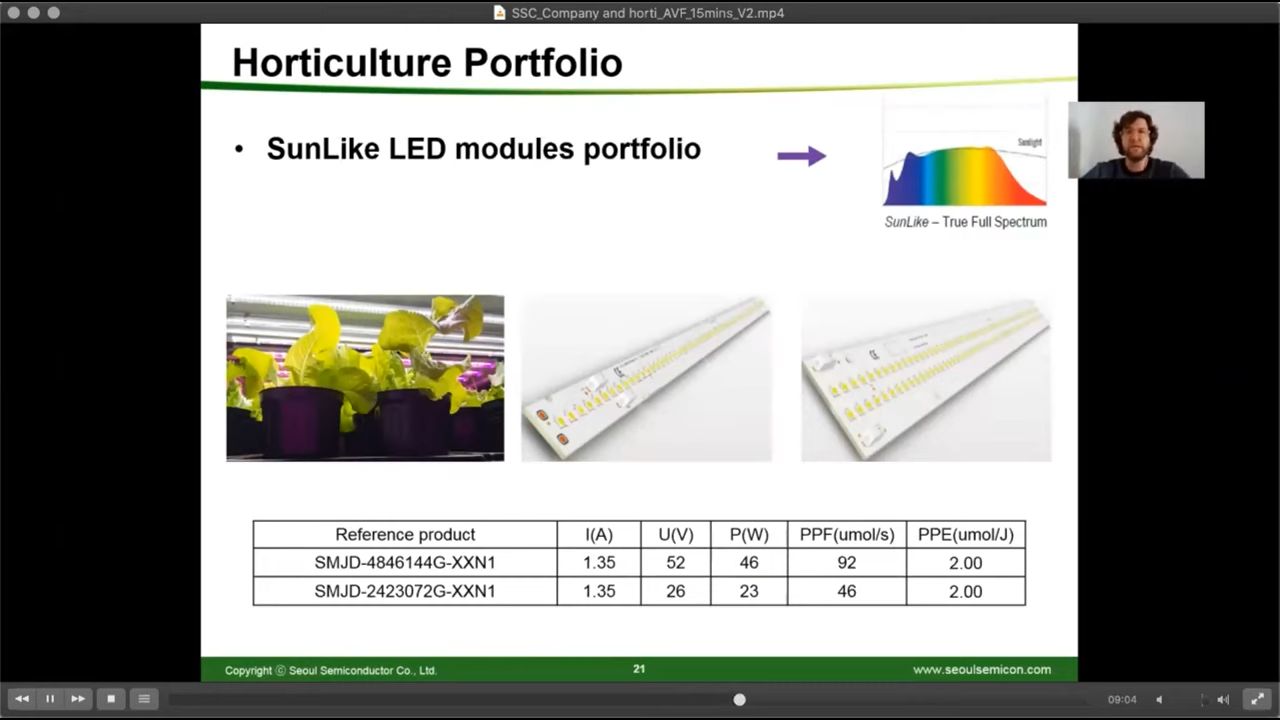 SSC_Company and horti_AVF_15mins_V2.mp4
Horticulture Portfolio
• SunLike LED modules portfolio
Sunlight
SunLike – True Full Spectrum
Reference product I(A) U(V) P(W) PPF(umol/s) PPE(umol/J)
SMJD-4846144G-XXN1 1.35 52 46 92 2.00
SMJD-2423072G-XXN1 1.35 26 23 46 2.00
Copyright ⓒ Seoul Semiconductor Co., Ltd. 21 www.seoulsemicon.com
09:04